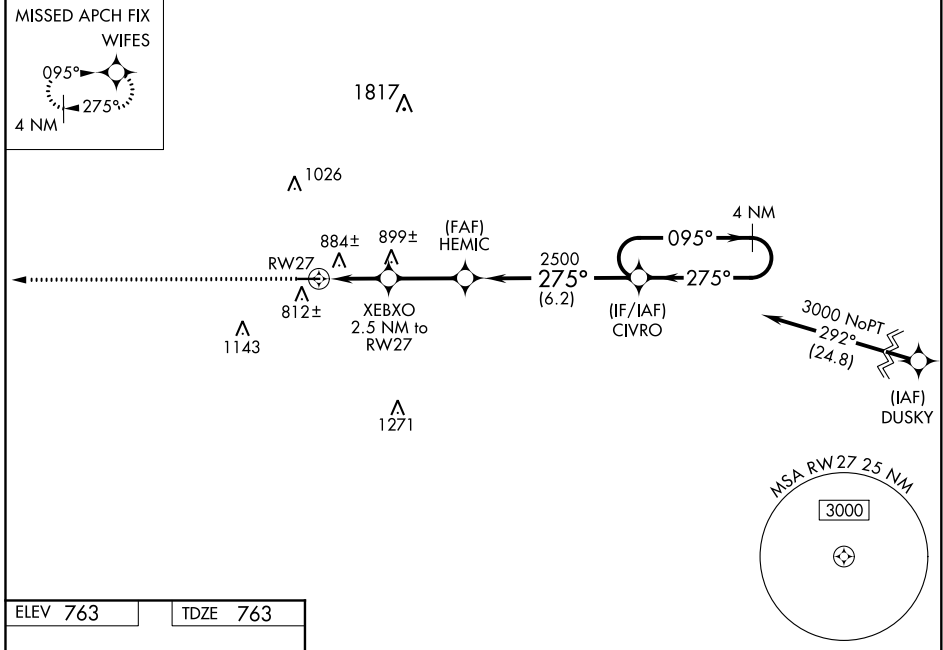 MISSED APCH FIX
WIFES
095°
275°
4 NM
1817
1026
884±
899±
(FAF)
HEMIC
4 NM
095°
RW27
2500
275°
(6.2)
275°
812±
XEBXO
2.5 NM to
RW27
(IF/IAF)
CIVRO
3000 NoPT
292°
(24.8)
1143
(IAF)
DUSKY
1271
MSA RW27 25 NM
3000
ELEV 763
TDZE 763